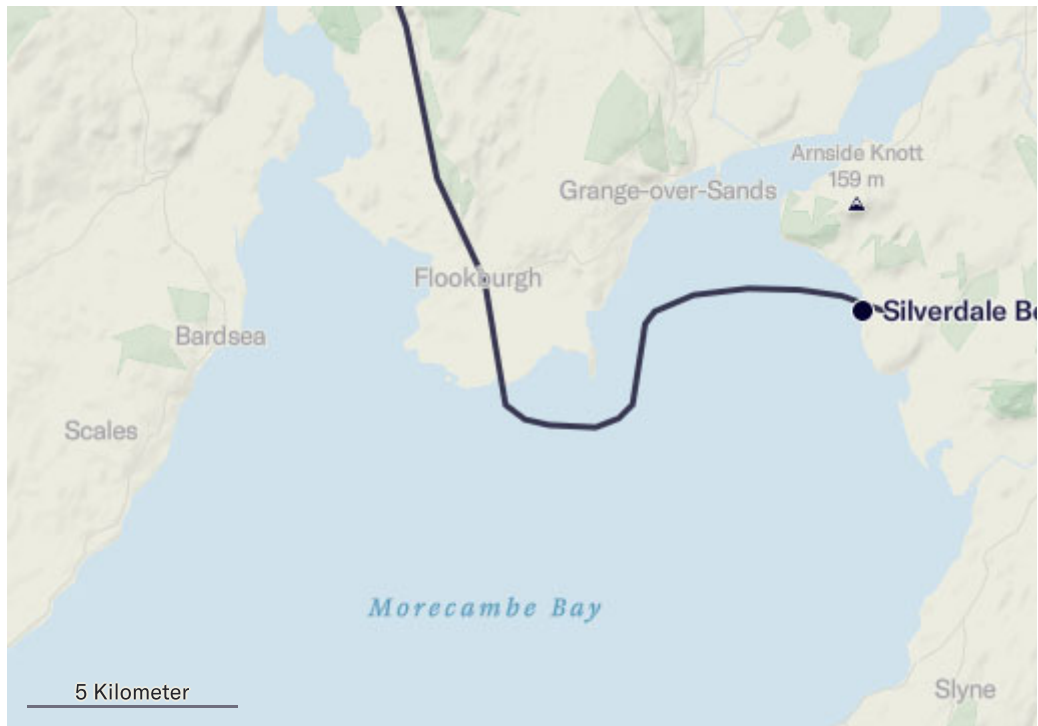 Arnside Knott
159 m
Grange-over-Sands
Flookburgh
Silverdale
Bardsea
Scales
Morecambe Bay
5 Kilometer
Slyne